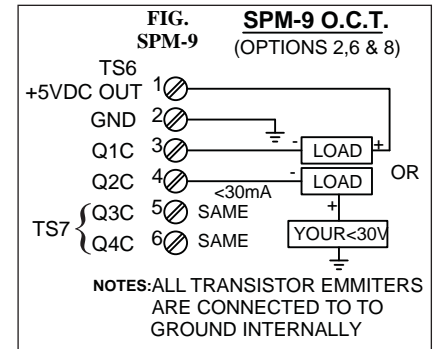 FIG.
SPM-9
SPM-9 O.C.T.
(OPTIONS 2,6 & 8)
TS6
+5VDC OUT 1
GND 2
Q1C 3 - LOAD +
OR
Q2C 4 - LOAD
<30mA
+
TS7 { Q3C 5 SAME
Q4C 6 SAME
YOUR<30V
NOTES:ALL TRANSISTOR EMMITERS
ARE CONNECTED TO TO
GROUND INTERNALLY